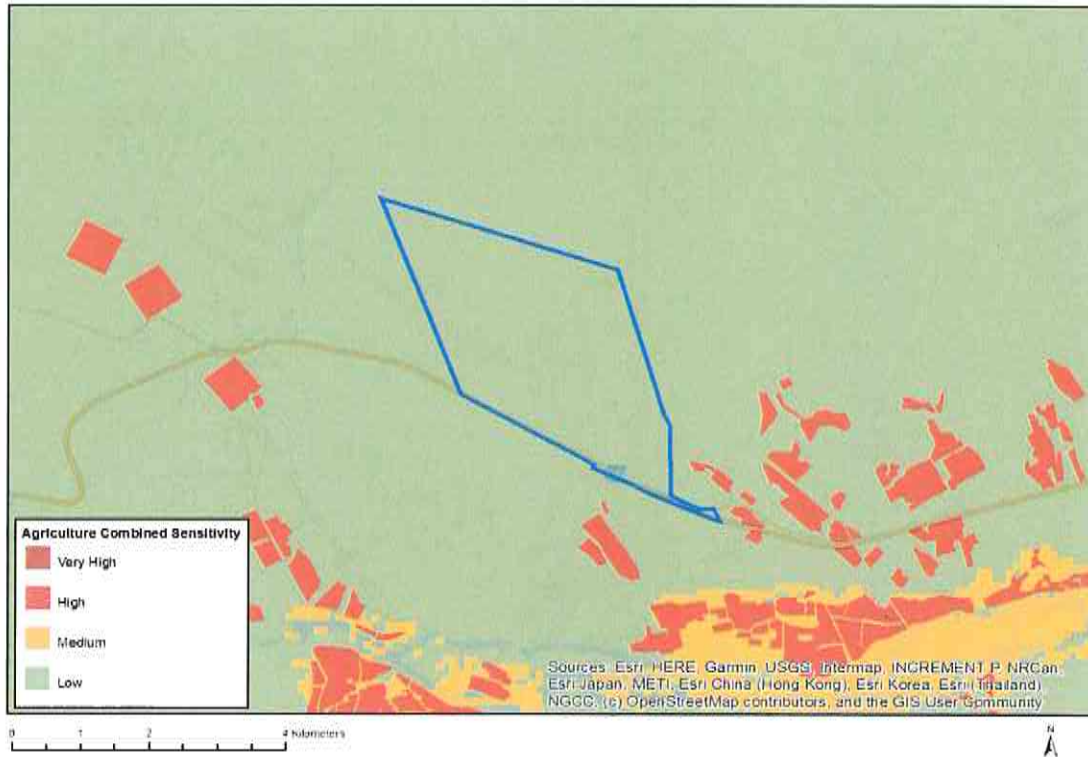 Agriculture Combined Sensitivity
Very High
High
Medium
Low
Sources: Esri, HERE, Garmin, USGS, Intermap, INCREMENT P, NRCan,
Esri Japan, METI, Esri China (Hong Kong), Esri Korea, Esri (Thailand),
NGCC, (c) OpenStreetMap contributors, and the GIS User Community
0 1 2 4 Kilometers
N